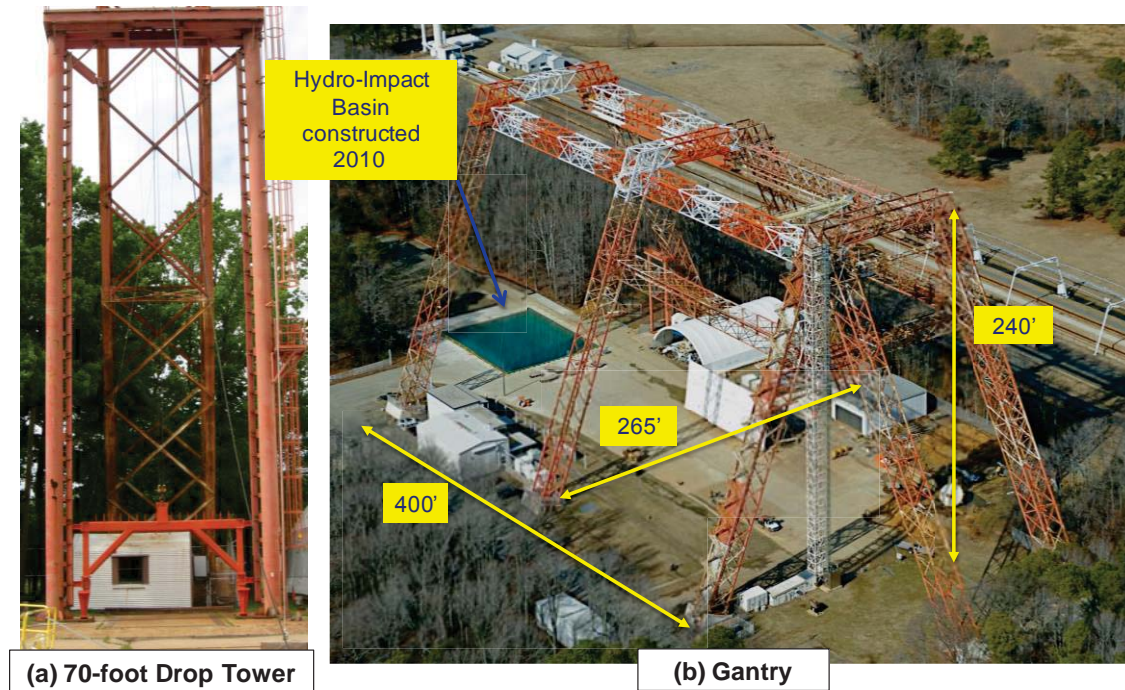 Hydro-Impact
Basin
constructed
2010
240’
265’
400’
(a) 70-foot Drop Tower
(b) Gantry